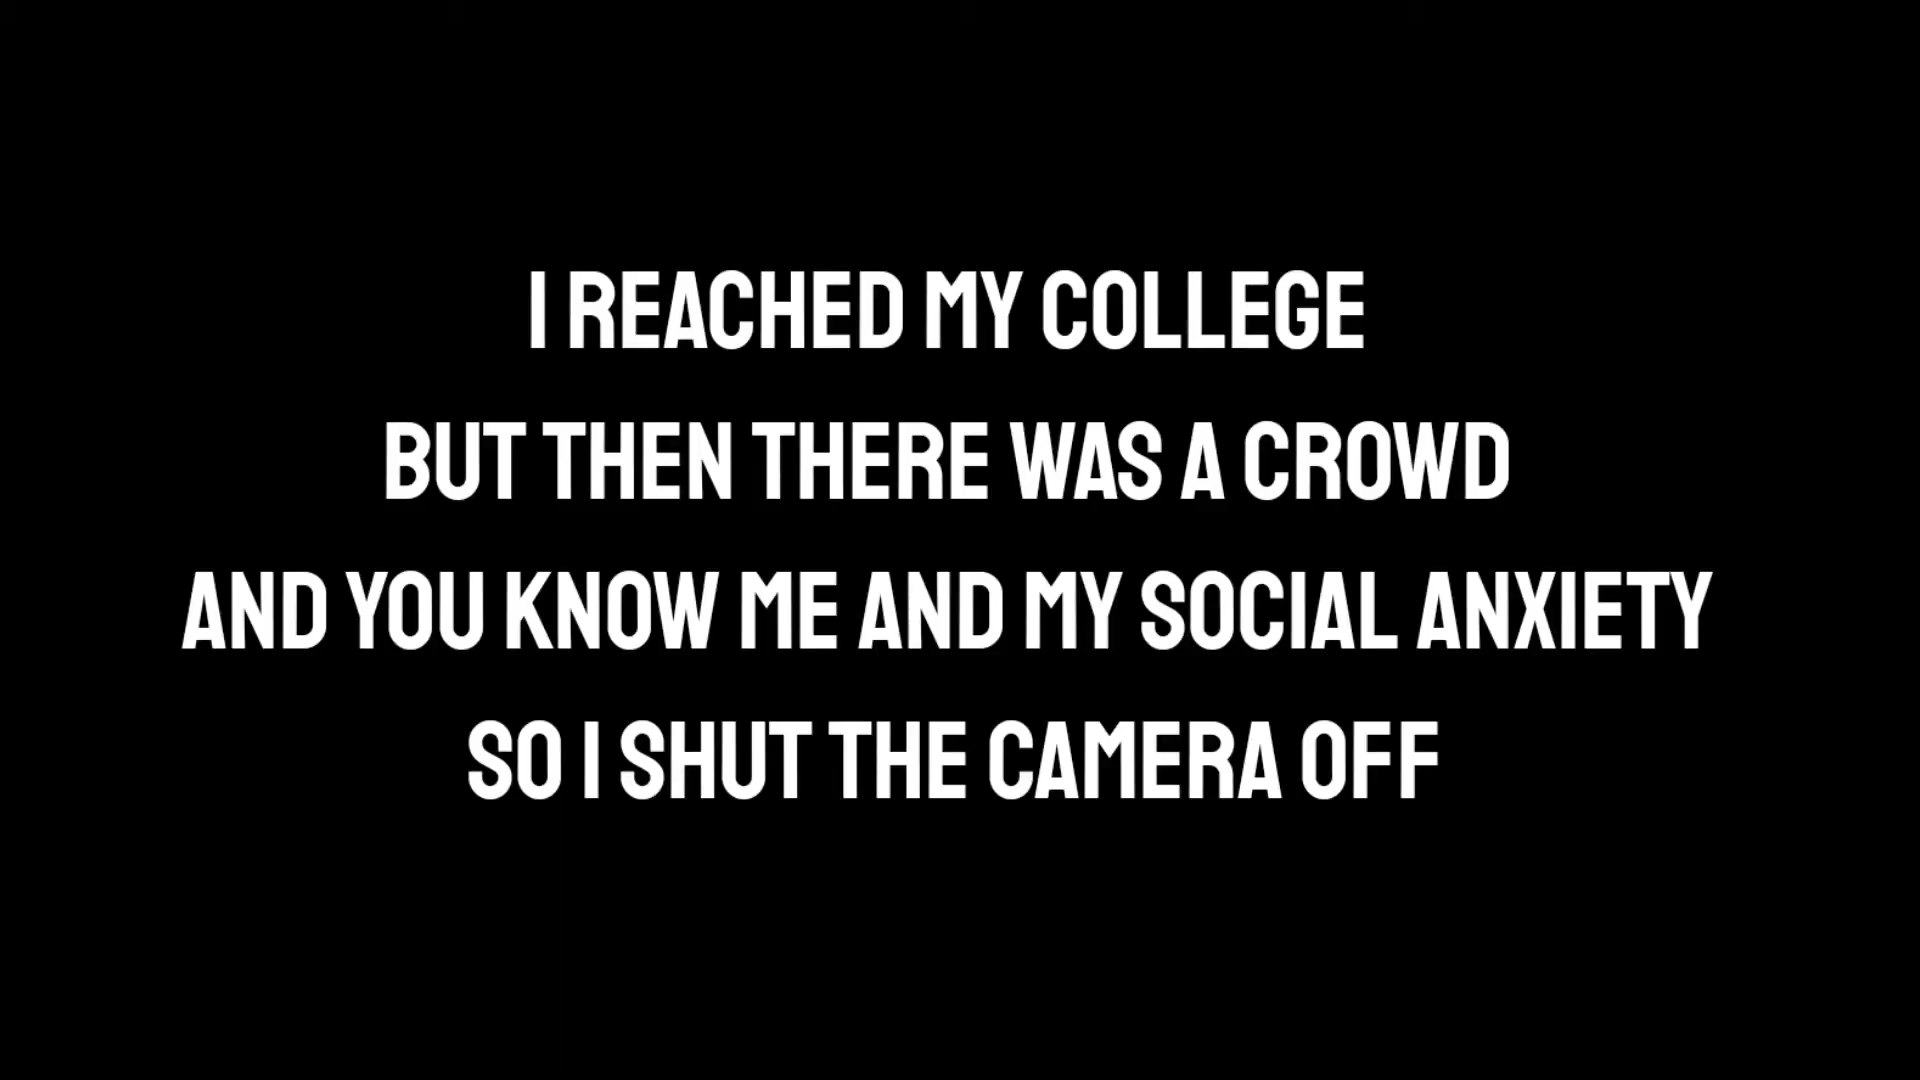 I REACHED MY COLLEGE
BUT THEN THERE WAS A CROWD
AND YOU KNOW ME AND MY SOCIAL ANXIETY
SO I SHUT THE CAMERA OFF